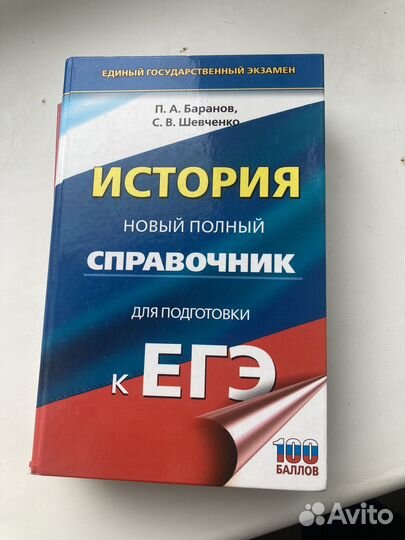 ЕДИНЫЙ ГОСУДАРСТВЕННЫЙ ЭКЗАМЕН
П. А. Баранов,
С. В. Шевченко
ИСТОРИЯ
НОВЫЙ ПОЛНЫЙ
СПРАВОЧНИК
ДЛЯ ПОДГОТОВКИ
К ЕГЭ
100
БАЛЛОВ
Avito